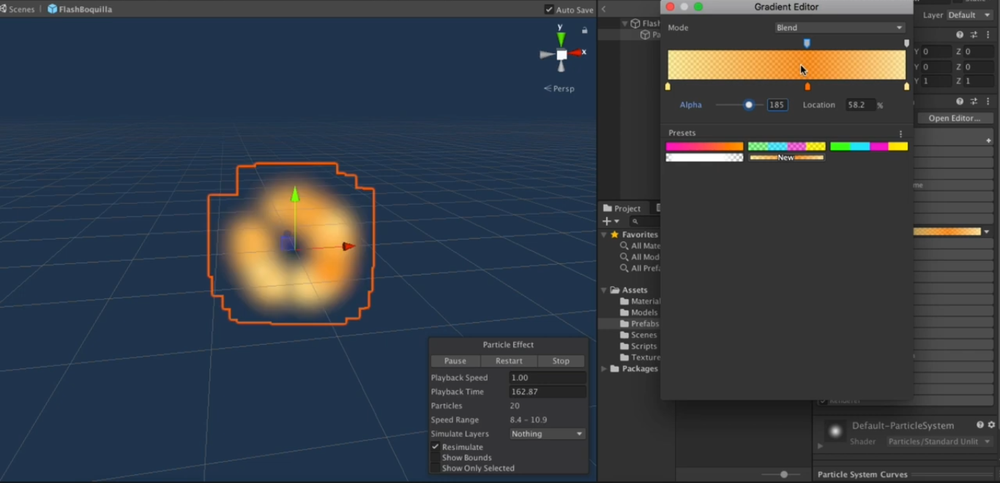 Scenes
FlashBoquilla
Auto Save
y
x
Persp
Particle Effect
Pause Restart Stop
Playback Speed 1.00
Playback Time 162.87
Particles 20
Speed Range 8.4 - 10.9
Simulate Layers Nothing
Resimulate
Show Bounds
Show Only Selected
Flash
Pa
Project
Favorites
All Mate
All Mod
All Prefa
Assets
Material
Models
Prefabs
Scenes
Scripts
Texture
Packages
Gradient Editor
Mode Blend
Alpha 185 Location 58.2 %
Presets
New
Layer Default
Y 0 Z 0
Y 0 Z 0
Y 1 Z 1
Open Editor...
me
Renderer
Default-ParticleSystem
Shader Particles/Standard Unlit
Particle System Curves